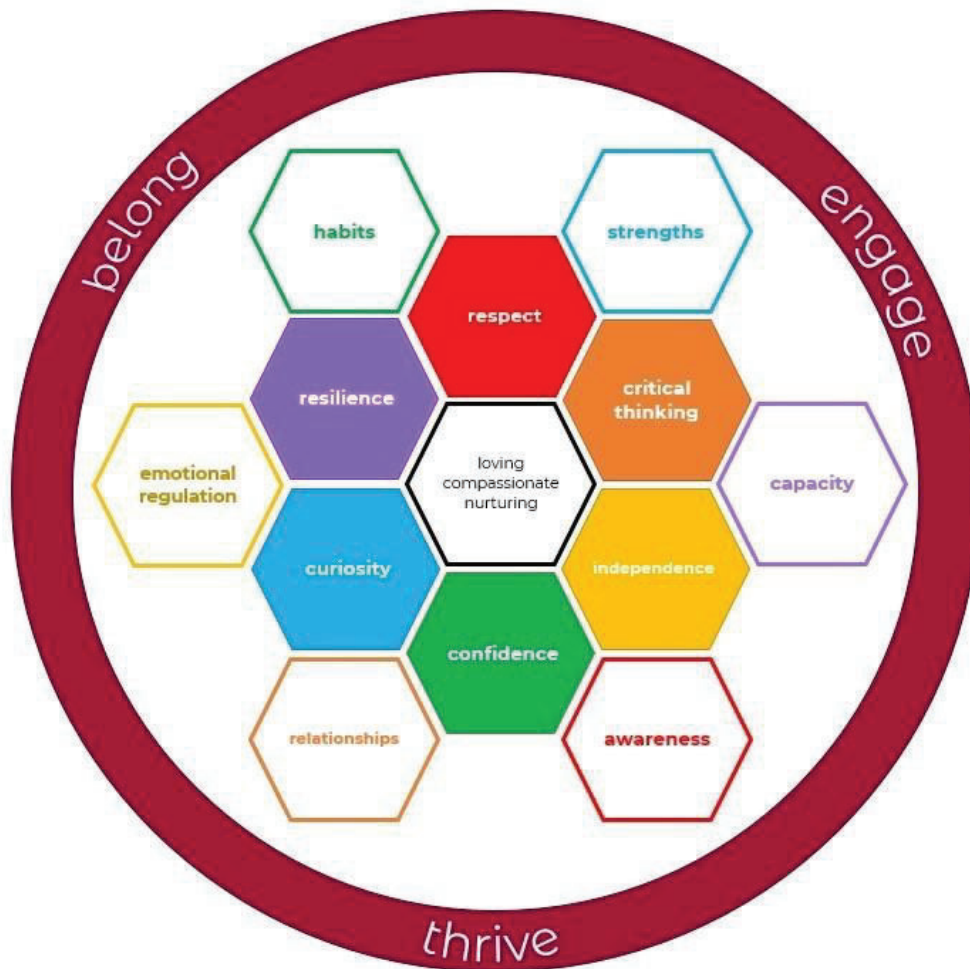 belong
engage
habits
strengths
respect
resilience
critical
thinking
emotional
regulation
loving
compassionate
nurturing
capacity
curiosity
independence
confidence
relationships
awareness
thrive